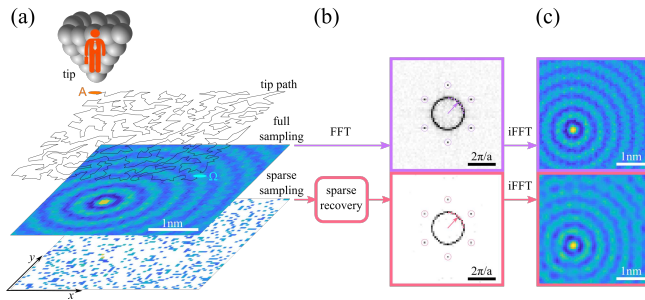 (a)
(b)
(c)
tip
A
tip path
full
sampling
FFT
iFFT
2π/a
1nm
Ω
1nm
sparse
sampling
sparse
recovery
iFFT
2π/a
1nm
y
x